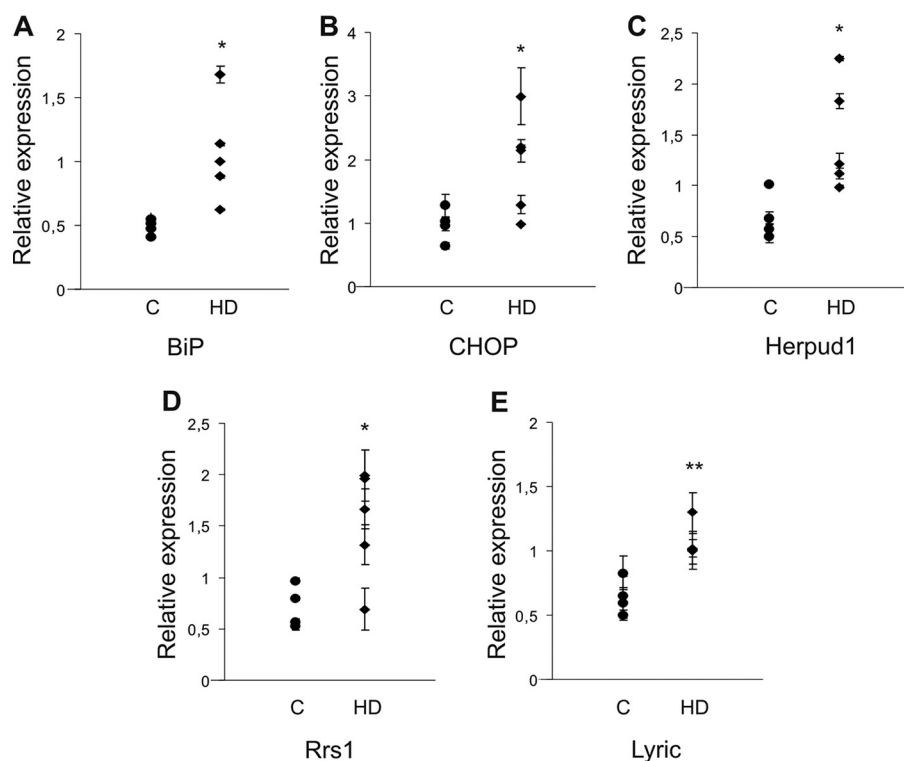 A
Relative expression
2
1,5
1
0,5
0
*
C HD
BiP
B
Relative expression
4
3
2
1
0
*
C HD
CHOP
C
Relative expression
2,5
2
1,5
1
0,5
0
*
C HD
Herpud1
D
Relative expression
2,5
2
1,5
1
0,5
0
*
C HD
Rrs1
E
Relative expression
2
1,5
1
0,5
0
**
C HD
Lyric